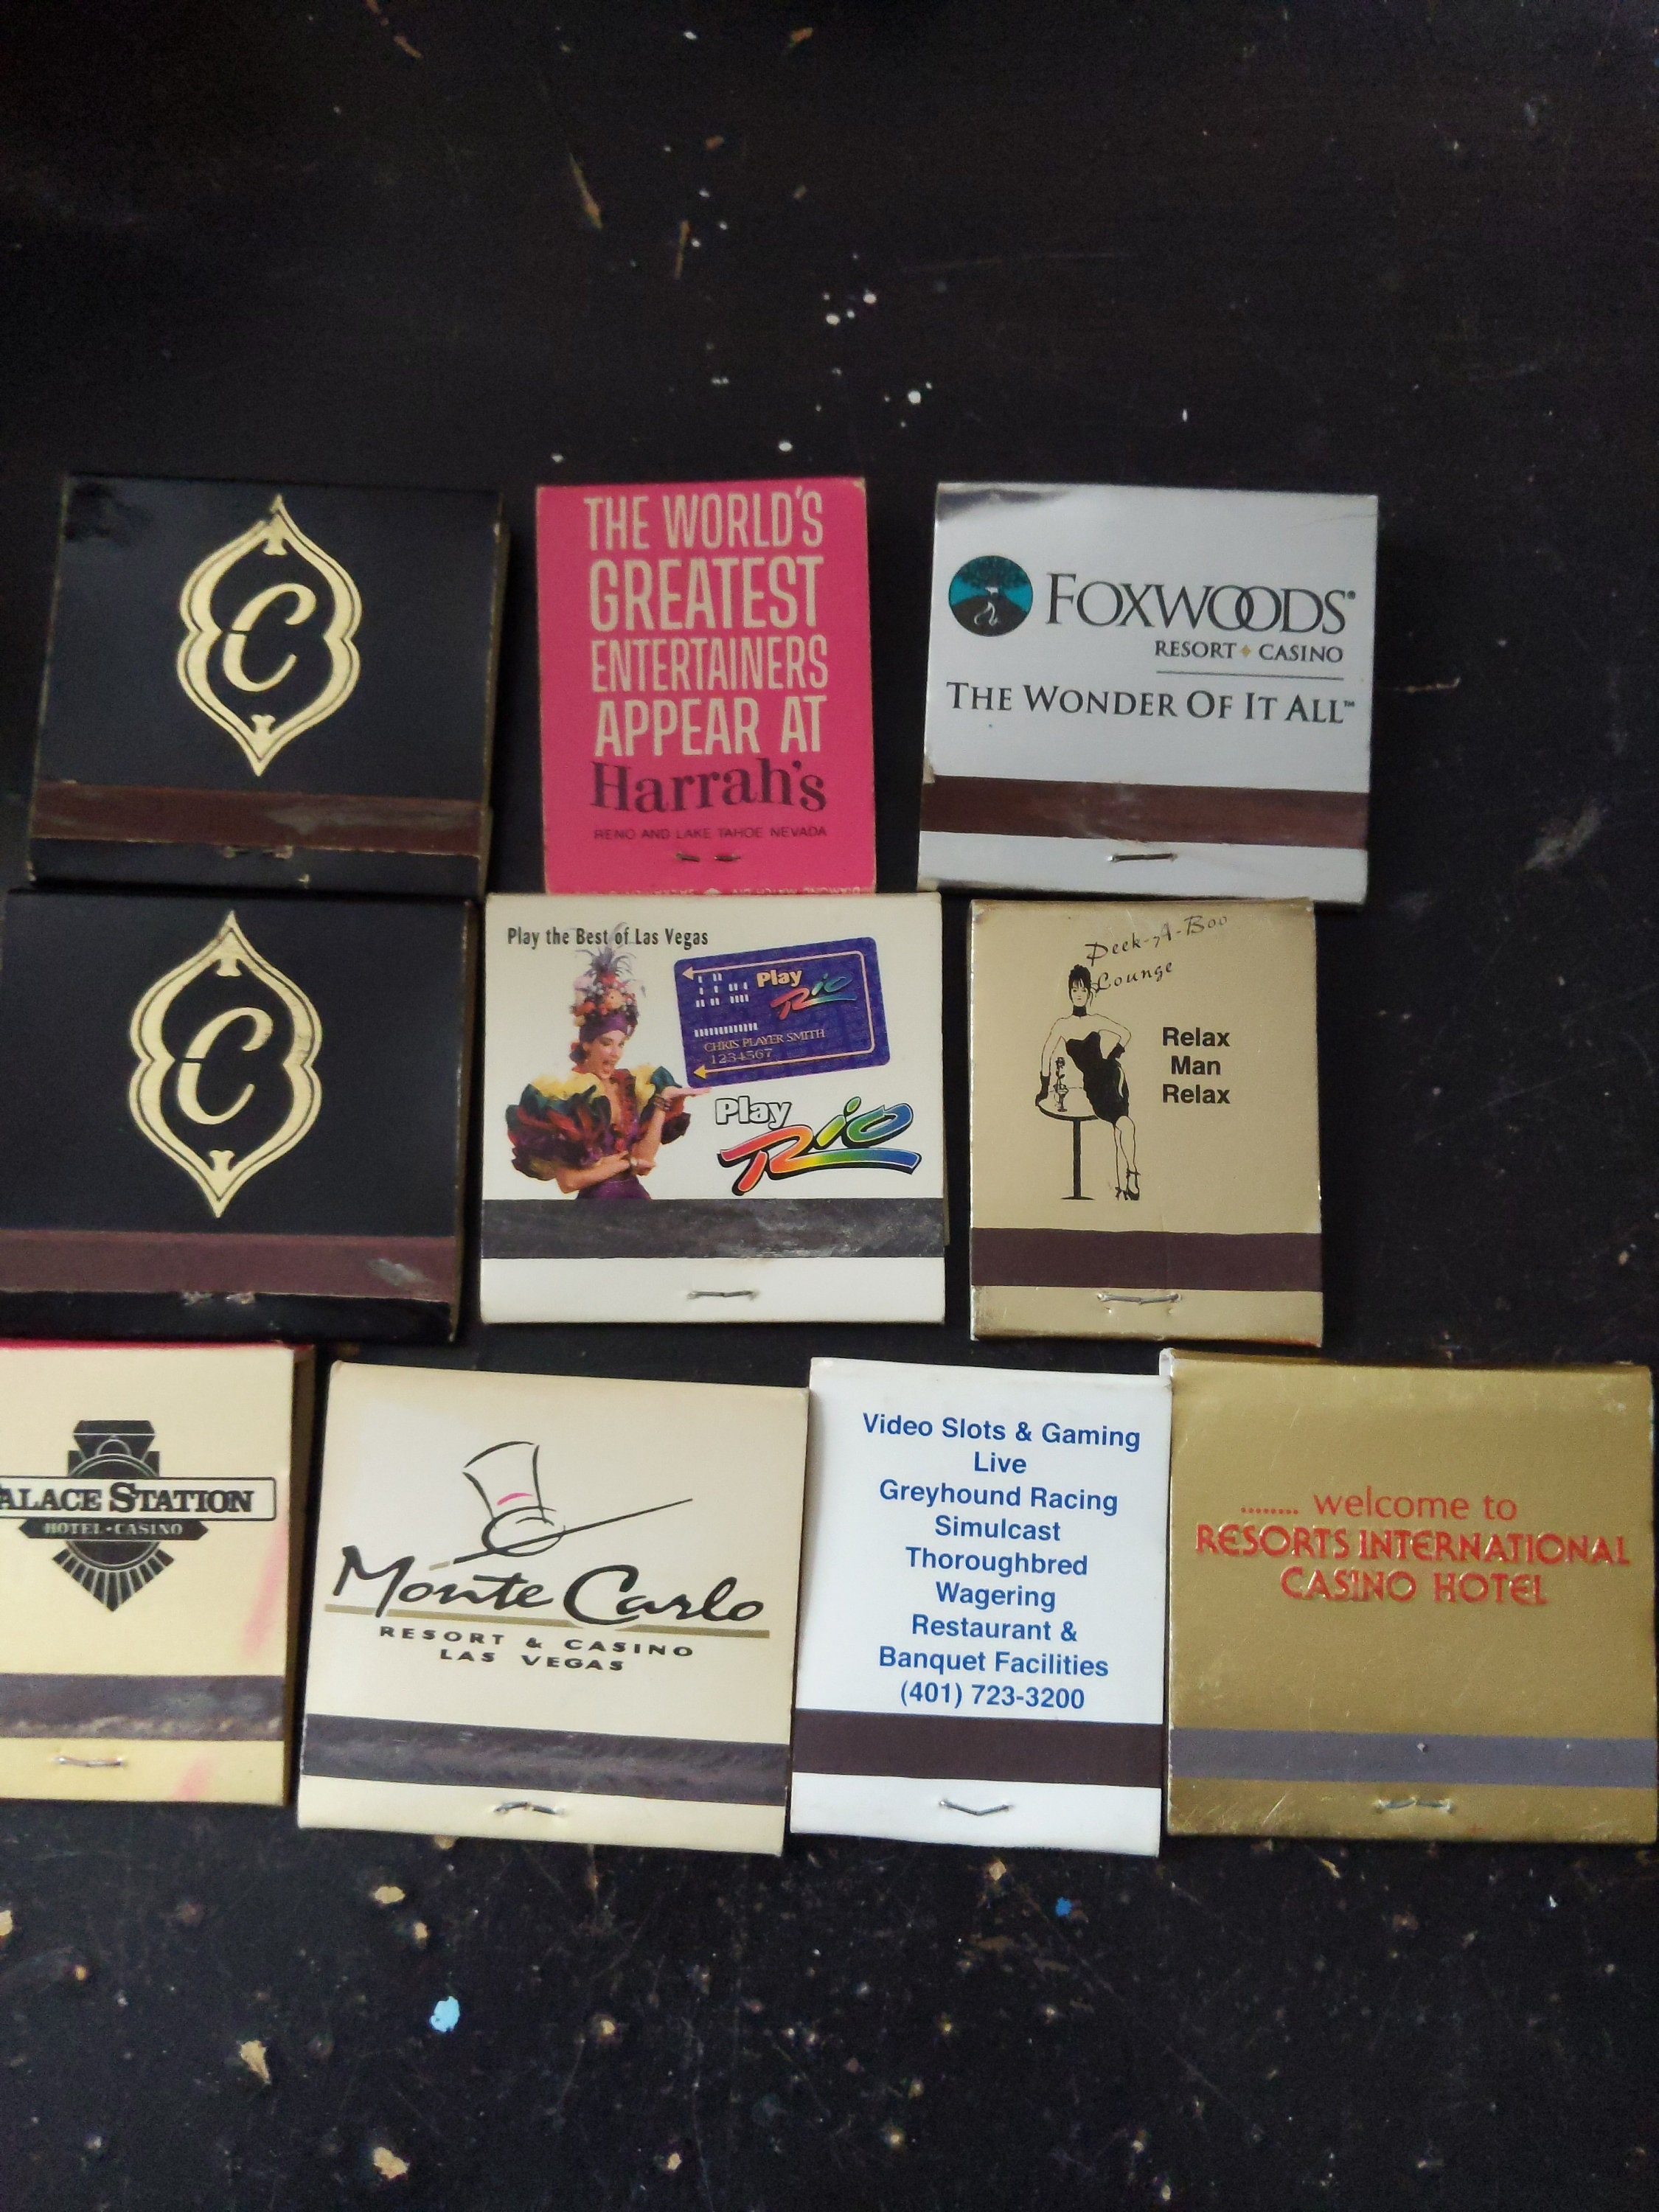 C
THE WORLD'S
GREATEST
ENTERTAINERS
APPEAR AT
Harrah's
RENO AND LAKE TAHOE NEVADA
FOXWOODS®
RESORT CASINO
THE WONDER OF IT ALL™
C
Play the Best of Las Vegas
Play
Rio
CHRIS PLAYER SMITH
1234567
Play
Rio
Peek-A-Boo
Lounge
Relax
Man
Relax
ALACE STATION
HOTEL·CASINO
Monte Carlo
RESORT & CASINO
LAS VEGAS
Video Slots & Gaming
Live
Greyhound Racing
Simulcast
Thoroughbred
Wagering
Restaurant &
Banquet Facilities
(401) 723-3200
........ welcome to
RESORTS INTERNATIONAL
CASINO HOTEL